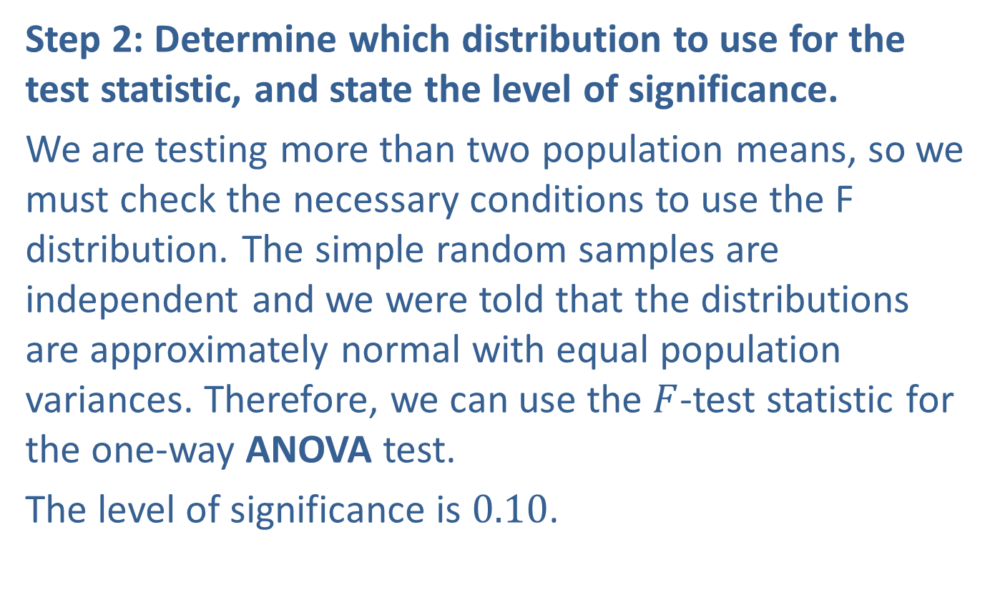 Step 2: Determine which distribution to use for the
test statistic, and state the level of significance.
We are testing more than two population means, so we
must check the necessary conditions to use the F
distribution. The simple random samples are
independent and we were told that the distributions
are approximately normal with equal population
variances. Therefore, we can use the F-test statistic for
the one-way ANOVA test.
The level of significance is 0.10.